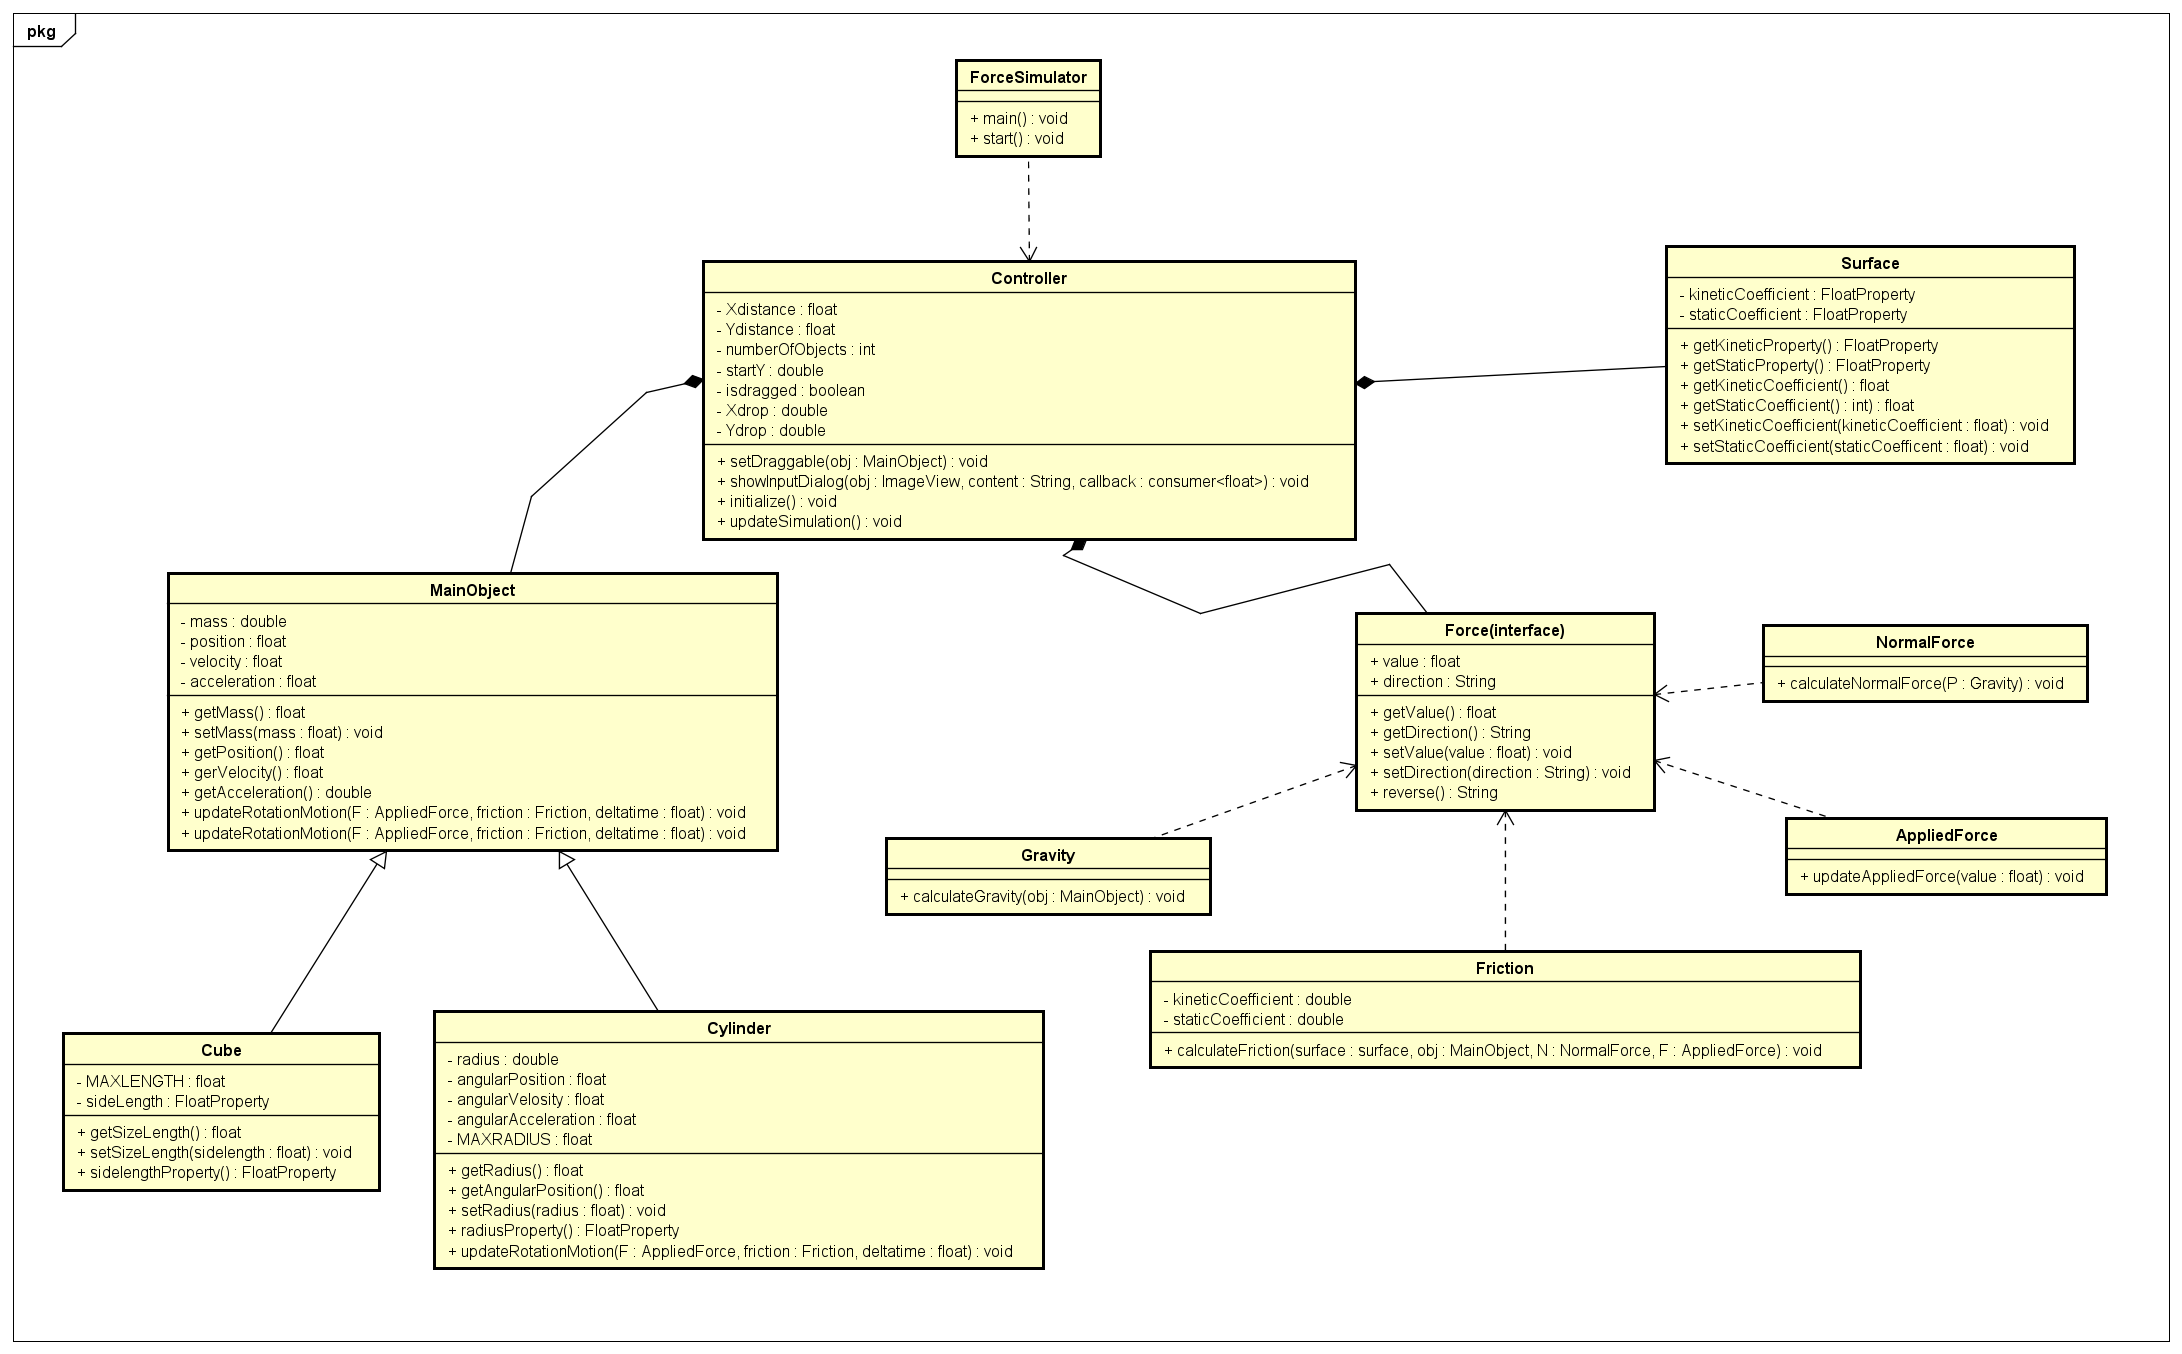 pkg
ForceSimulator
+ main() : void
+ start() : void
Controller
- Xdistance : float
- Ydistance : float
- numberOfObjects : int
- startY : double
- isdragged : boolean
- Xdrop : double
- Ydrop : double
+ setDraggable(obj : MainObject) : void
+ showInputDialog(obj : ImageView, content : String, callback : consumer<float>) : void
+ initialize() : void
+ updateSimulation() : void
Surface
- kineticCoefficient : FloatProperty
- staticCoefficient : FloatProperty
+ getKineticProperty() : FloatProperty
+ getStaticProperty() : FloatProperty
+ getKineticCoefficient() : float
+ getStaticCoefficient() : int) : float
+ setKineticCoefficient(kineticCoefficient : float) : void
+ setStaticCoefficient(staticCoefficent : float) : void
MainObject
- mass : double
- position : float
- velocity : float
- acceleration : float
+ getMass() : float
+ setMass(mass : float) : void
+ getPosition() : float
+ gerVelocity() : float
+ getAcceleration() : double
+ updateRotationMotion(F : AppliedForce, friction : Friction, deltatime : float) : void
+ updateRotationMotion(F : AppliedForce, friction : Friction, deltatime : float) : void
Force(interface)
+ value : float
+ direction : String
+ getValue() : float
+ getDirection() : String
+ setValue(value : float) : void
+ setDirection(direction : String) : void
+ reverse() : String
NormalForce
+ calculateNormalForce(P : Gravity) : void
Gravity
+ calculateGravity(obj : MainObject) : void
AppliedForce
+ updateAppliedForce(value : float) : void
Friction
- kineticCoefficient : double
- staticCoefficient : double
+ calculateFriction(surface : surface, obj : MainObject, N : NormalForce, F : AppliedForce) : void
Cube
- MAXLENGTH : float
- sideLength : FloatProperty
+ getSizeLength() : float
+ setSizeLength(sidelength : float) : void
+ sidelengthProperty() : FloatProperty
Cylinder
- radius : double
- angularPosition : float
- angularVelosity : float
- angularAcceleration : float
- MAXRADIUS : float
+ getRadius() : float
+ getAngularPosition() : float
+ setRadius(radius : float) : void
+ radiusProperty() : FloatProperty
+ updateRotationMotion(F : AppliedForce, friction : Friction, deltatime : float) : void